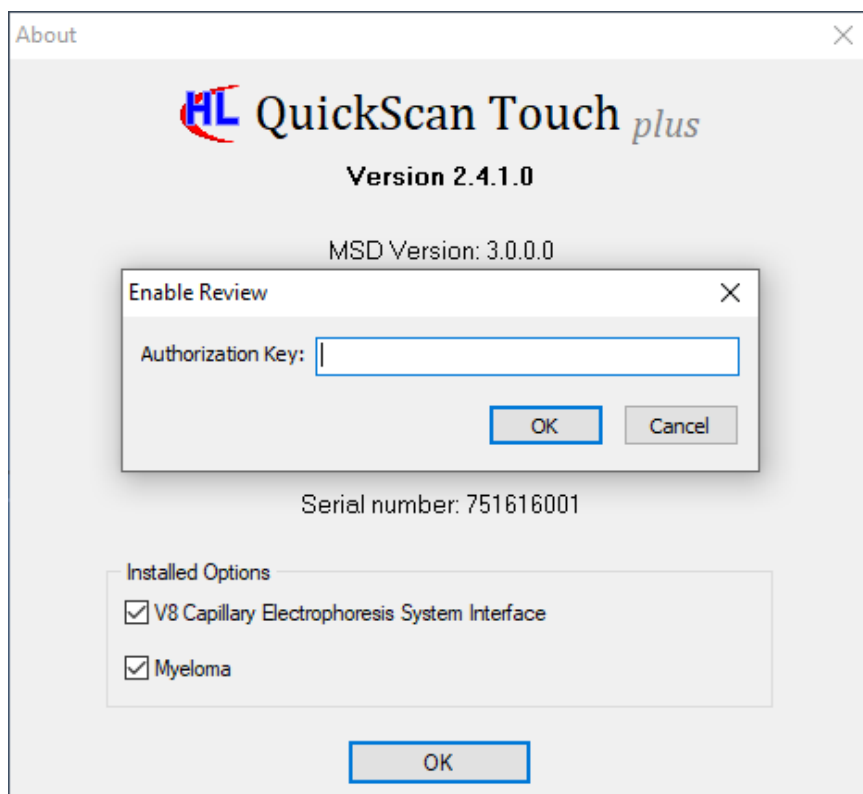 About
HL QuickScan Touch plus
Version 2.4.1.0
MSD Version: 3.0.0.0
Enable Review
Authorization Key:
OK Cancel
Serial number: 751616001
Installed Options
V8 Capillary Electrophoresis System Interface
Myeloma
OK